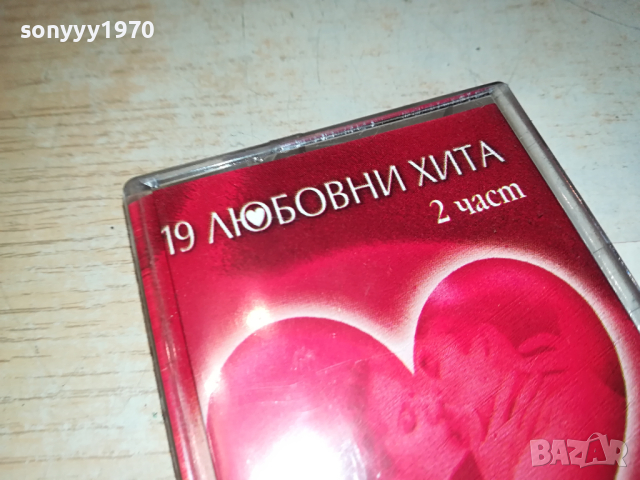 sonyyy1970
19 ЛЮБОВНИ ХИТА
2 част
BAZAR